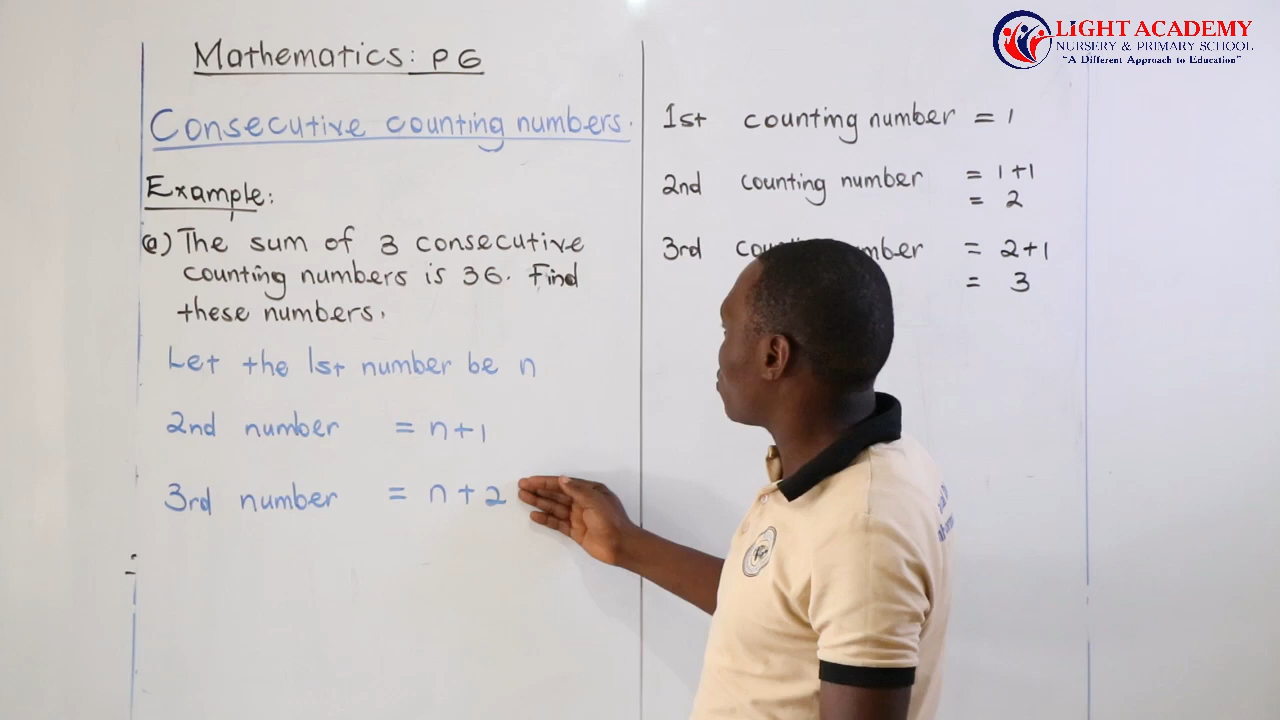 LIGHT ACADEMY
NURSERY & PRIMARY SCHOOL
"A Different Approach to Education"
Mathematics: P6
Consecutive counting numbers.
Example:
(a) The sum of 3 consecutive
counting numbers is 36. Find
these numbers.
Let the 1st number be n
2nd number = n+1
3rd number = n+2
1st counting number = 1
2nd counting number = 1+1
= 2
3rd = 2+1
= 3